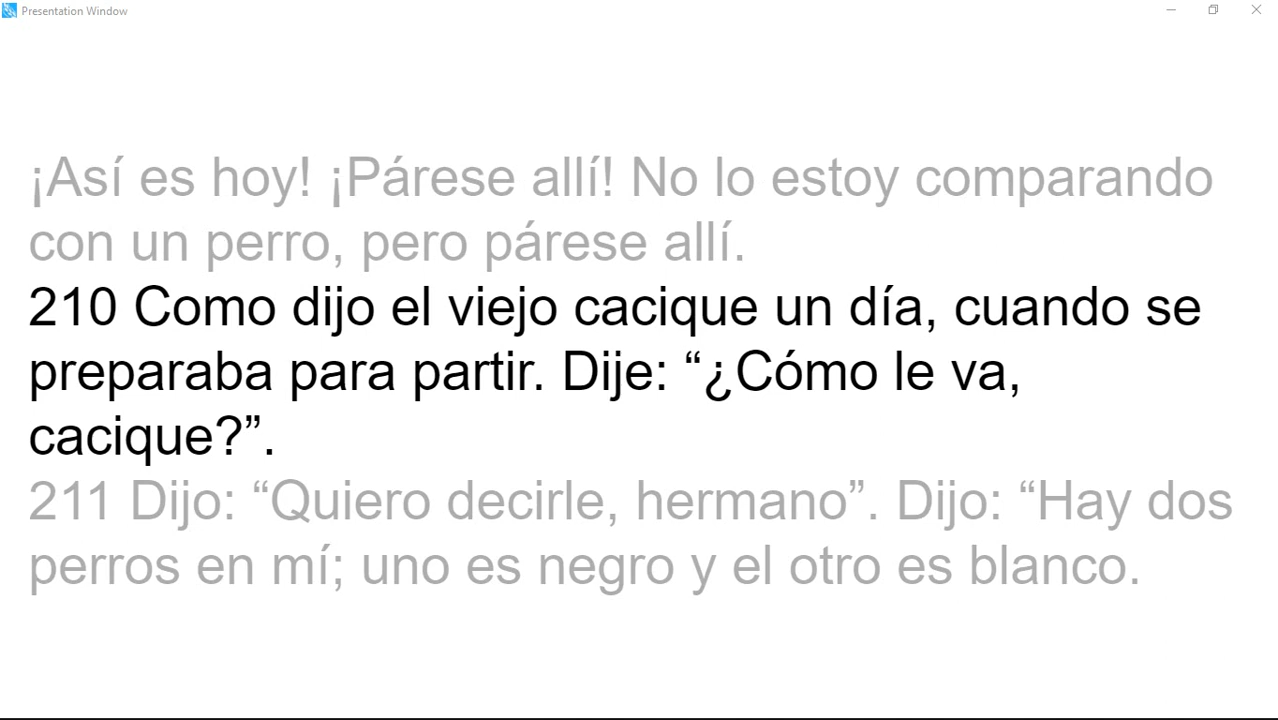 Presentation Window
¡Así es hoy! ¡Párese allí! No lo estoy comparando
con un perro, pero párese allí.
210 Como dijo el viejo cacique un día, cuando se
preparaba para partir. Dije: “¿Cómo le va,
cacique?”.
211 Dijo: “Quiero decirle, hermano”. Dijo: “Hay dos
perros en mí; uno es negro y el otro es blanco.